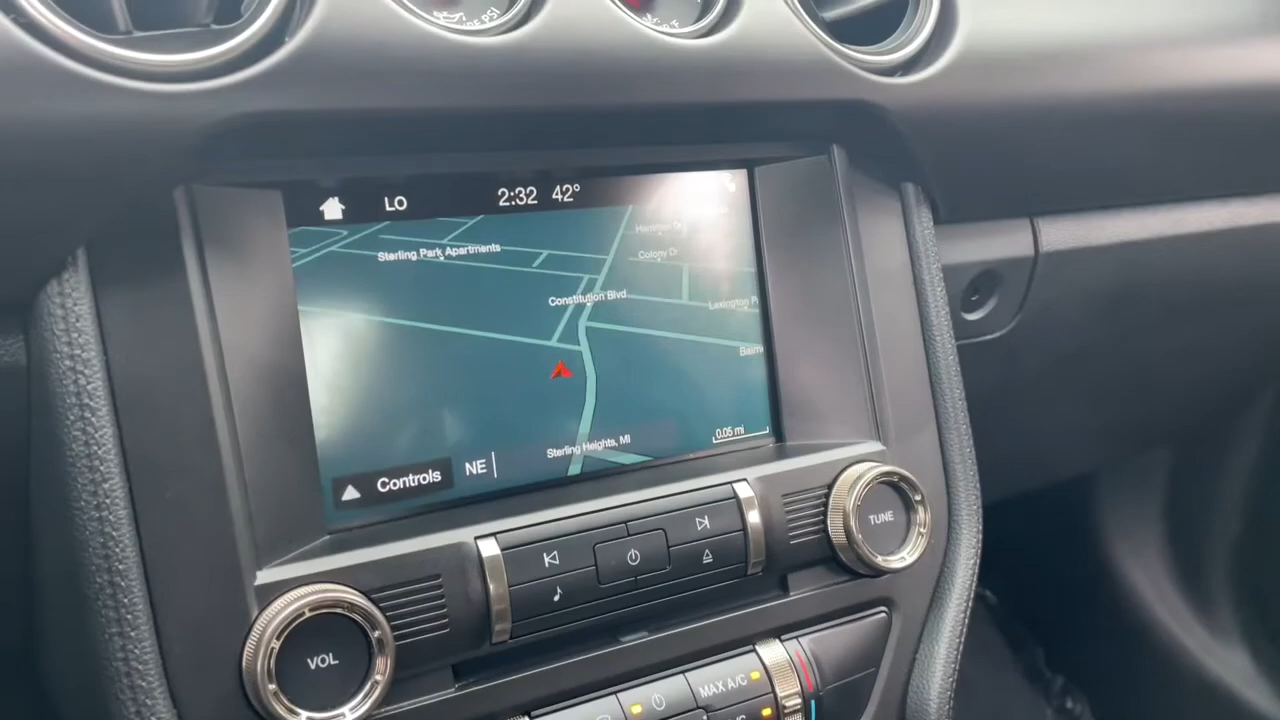 PSI
°F
LO
2:32 42°
Sterling Park Apartments
Colony Dr
Constitution Blvd
Sterling Heights, MI
0.05 mi
Controls
NE
TUNE
VOL
MAX A/C